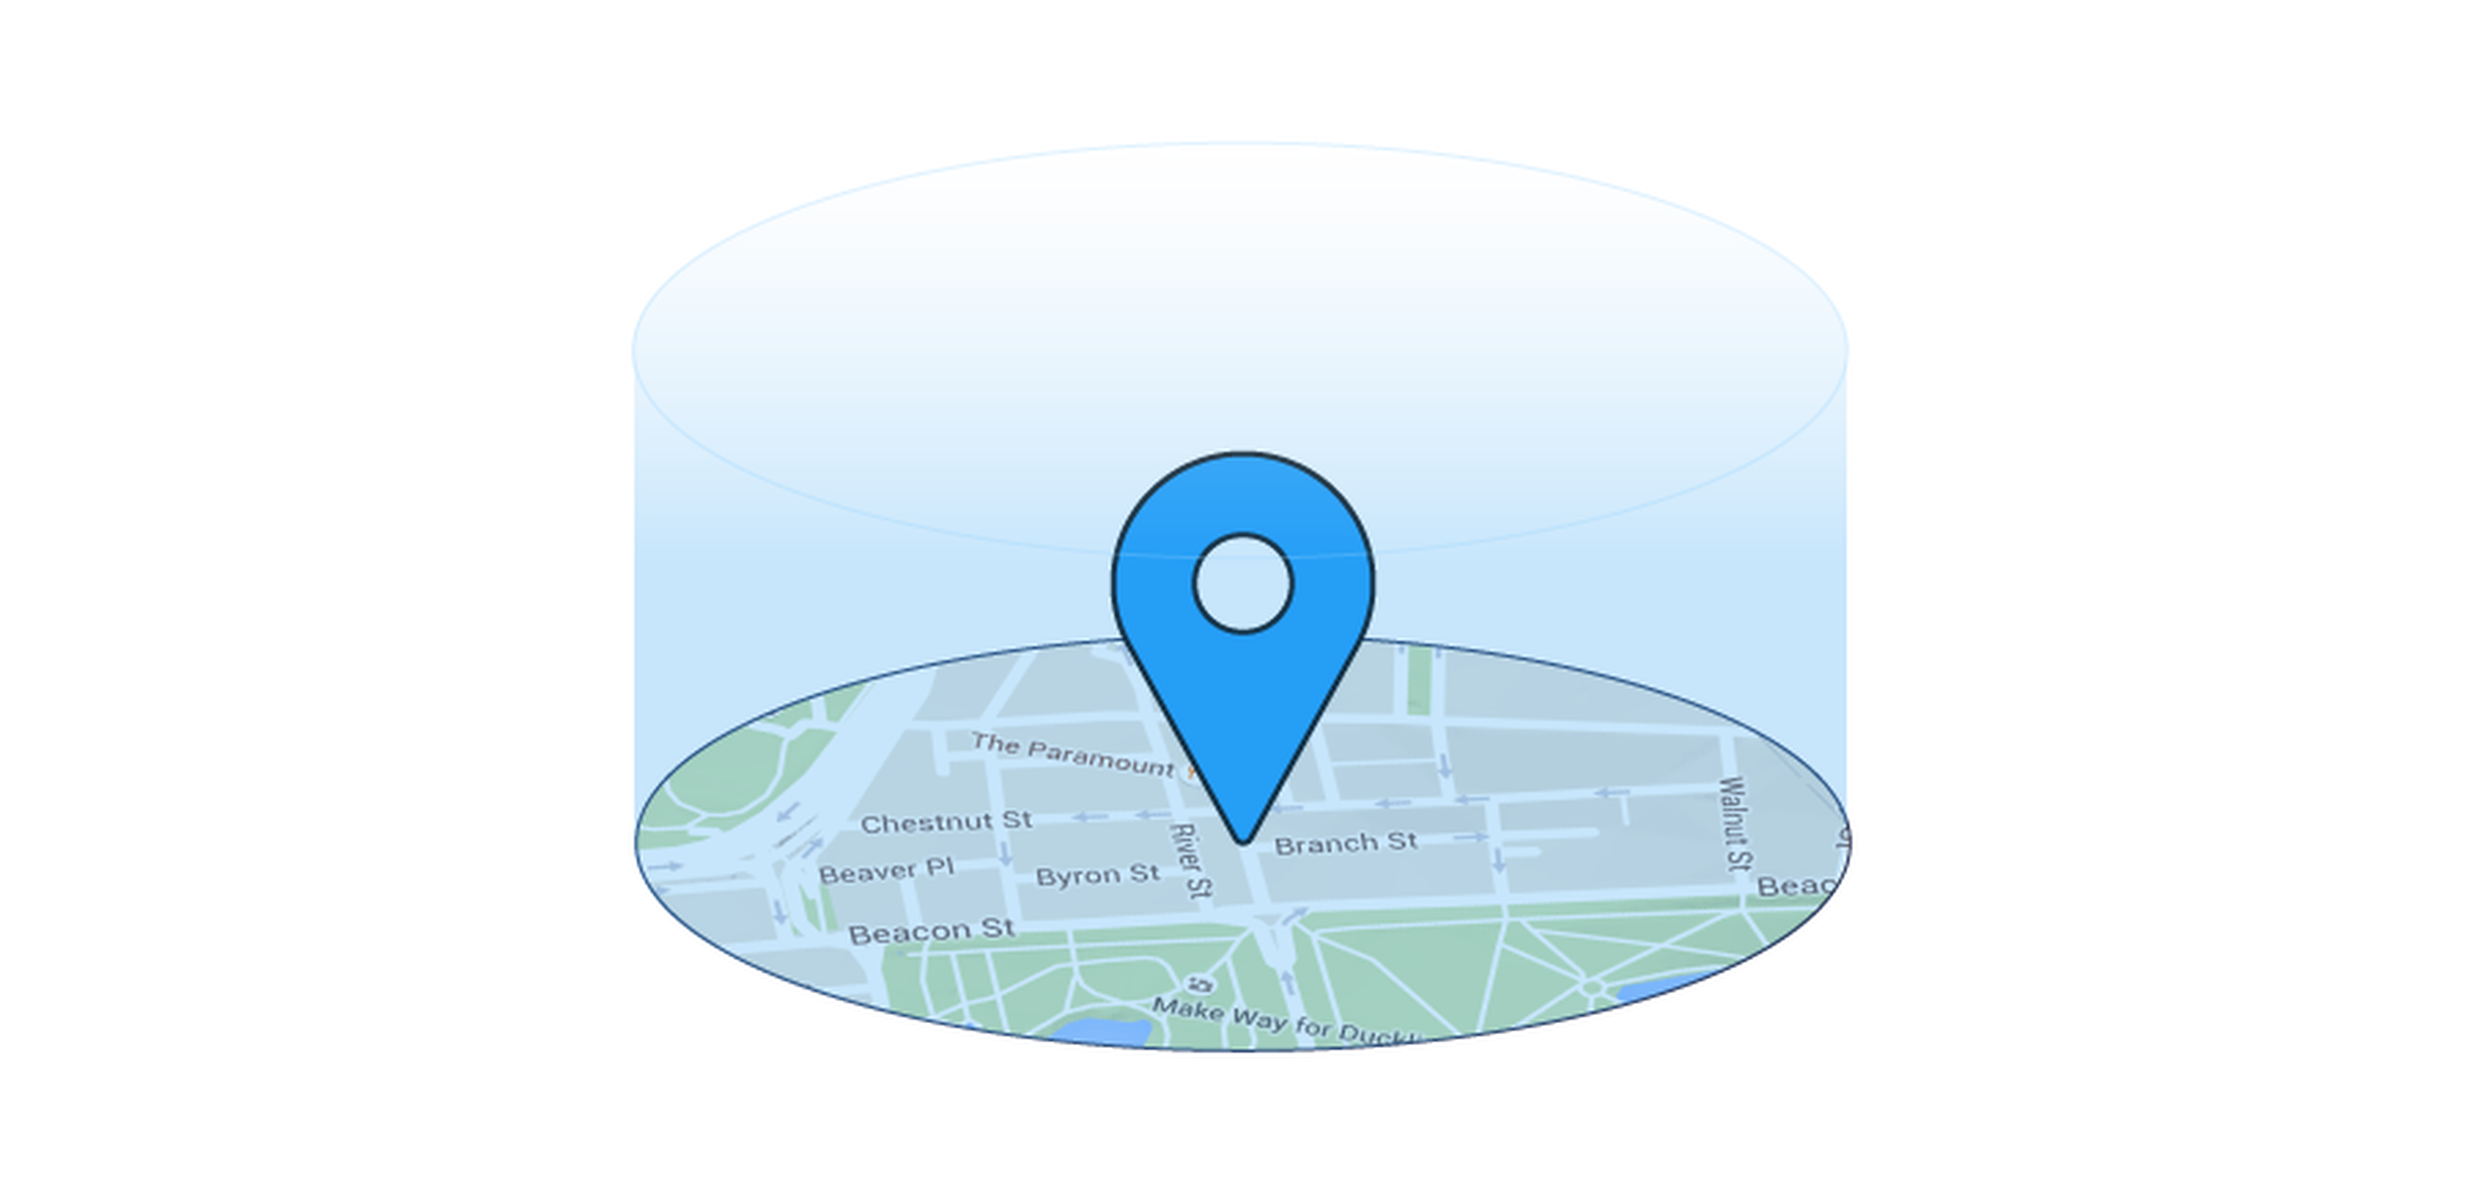 The Paramount
Chestnut St
River St
Branch St
Walnut St
Beaver Pl
Byron St
Beac
Beacon St
Make Way for Duckl